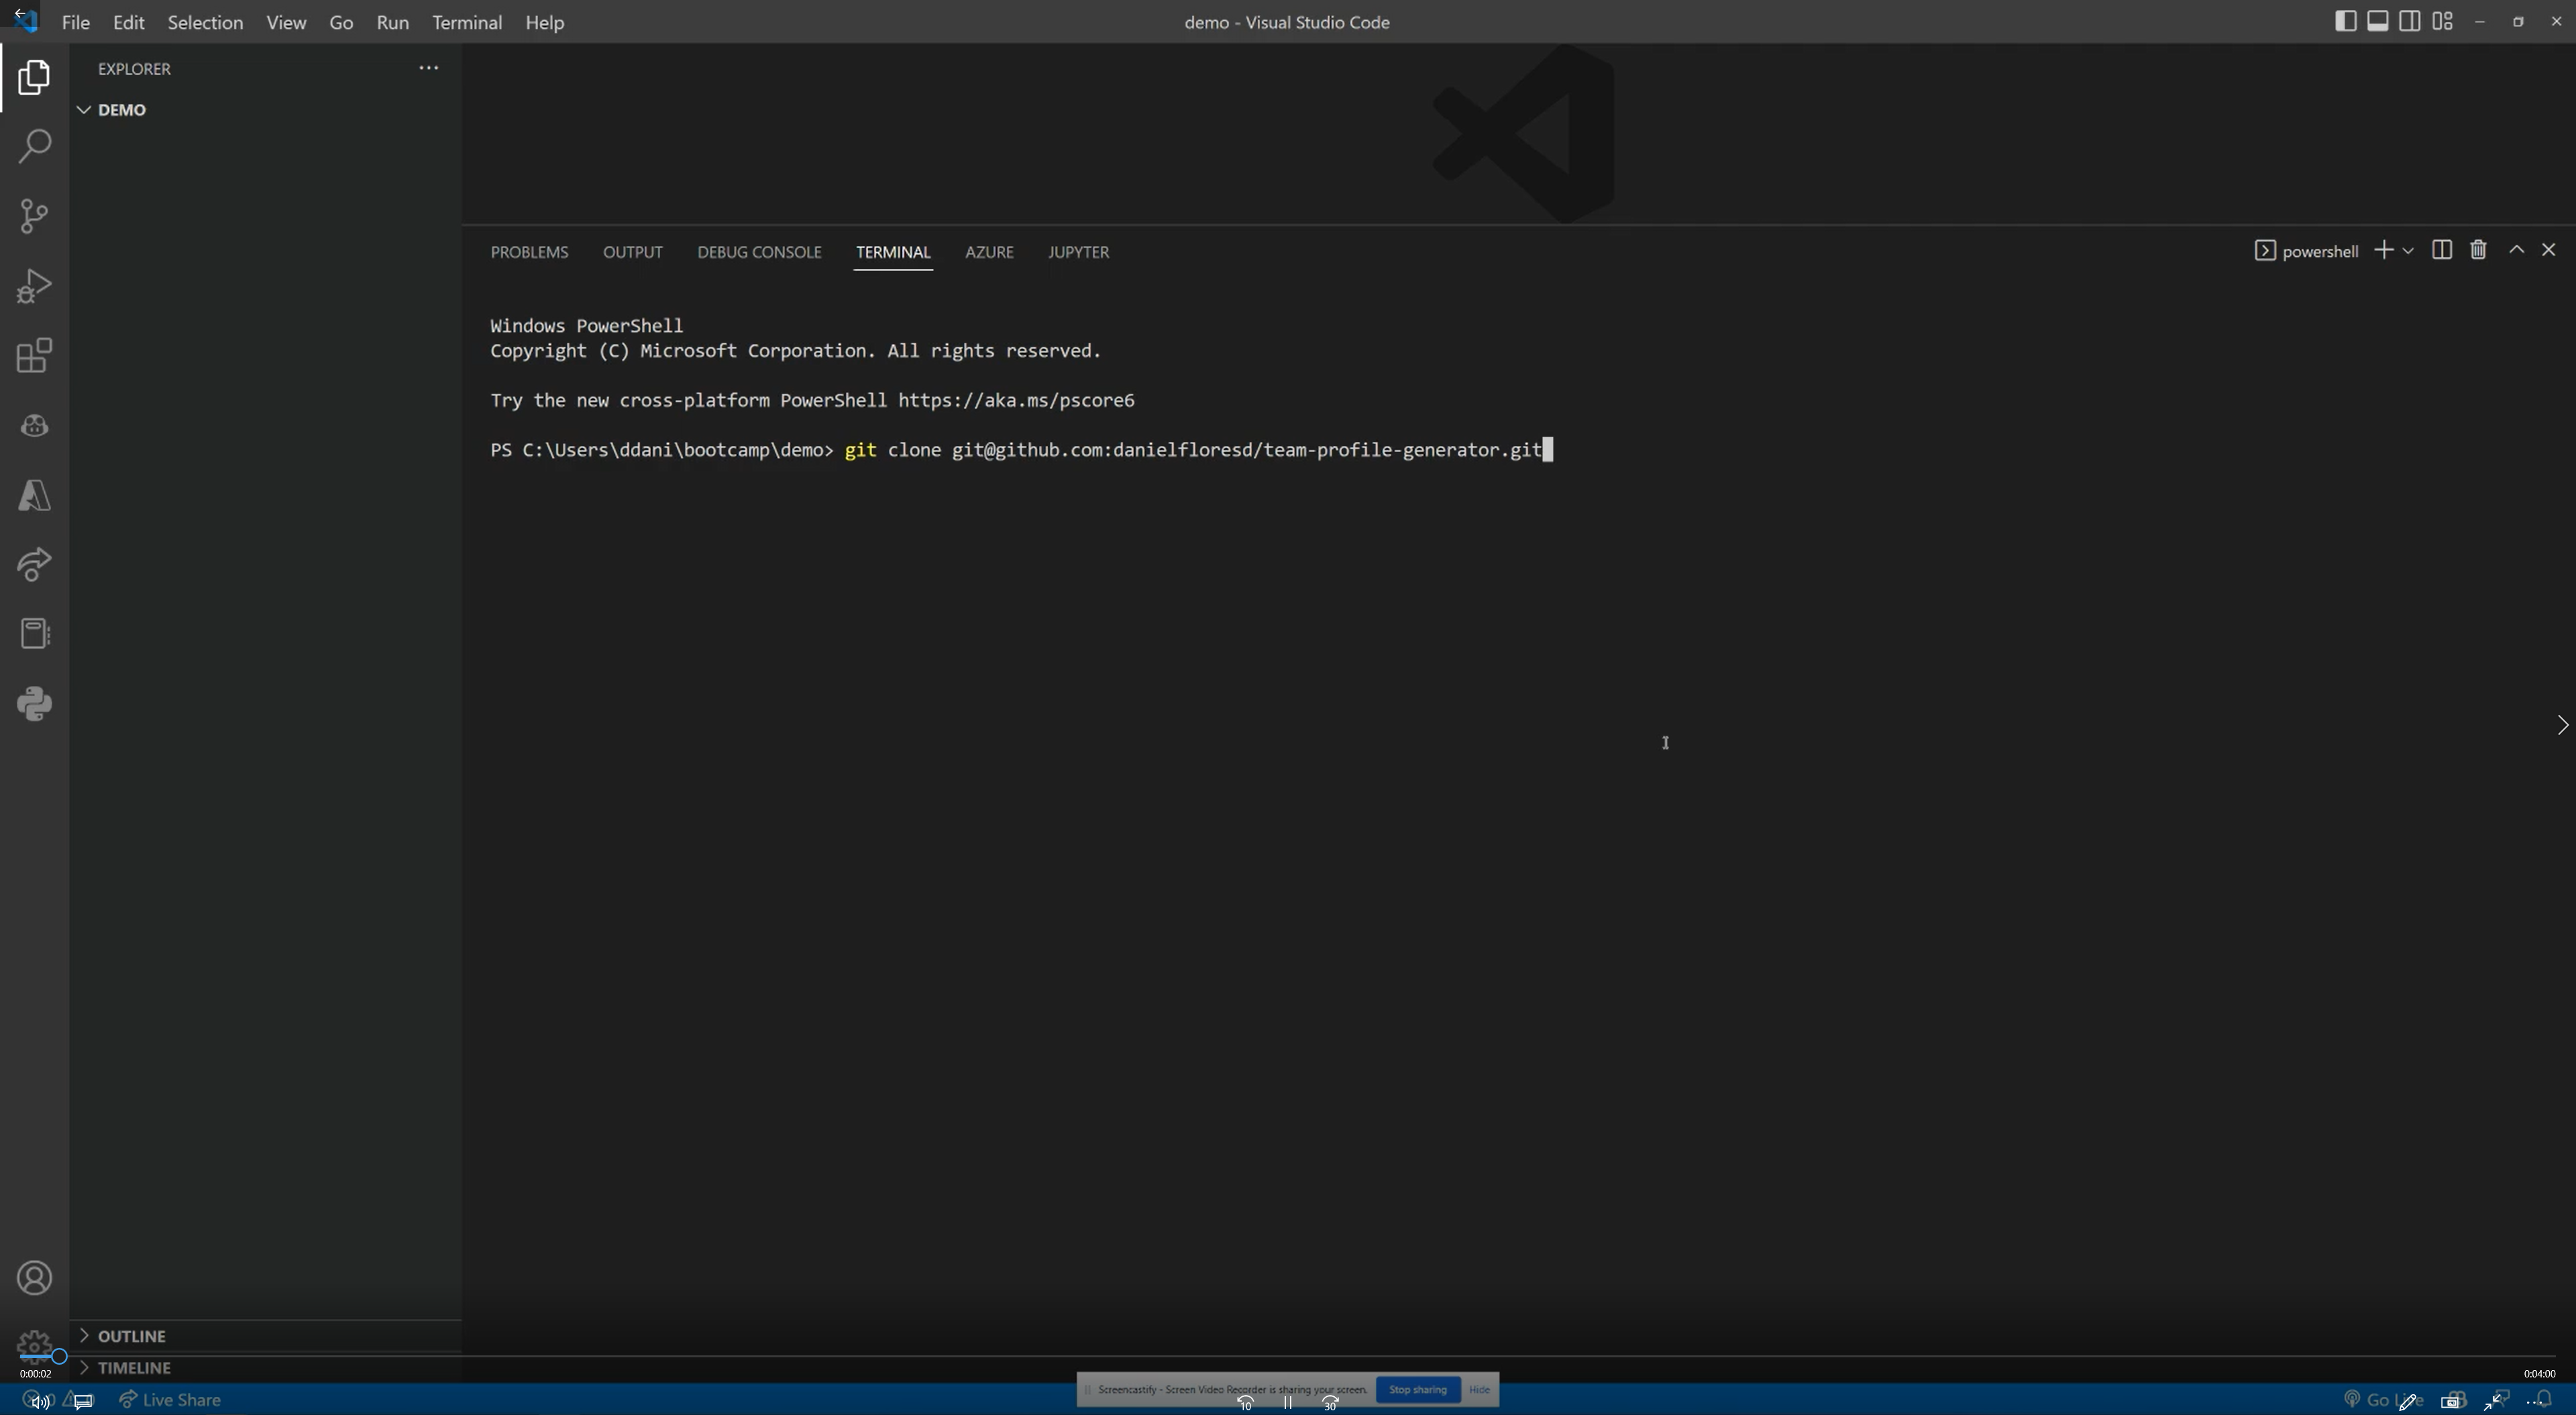 File Edit Selection View Go Run Terminal Help
demo - Visual Studio Code
EXPLORER
DEMO
PROBLEMS OUTPUT DEBUG CONSOLE TERMINAL AZURE JUPYTER
powershell
Windows PowerShell
Copyright (C) Microsoft Corporation. All rights reserved.
Try the new cross-platform PowerShell https://aka.ms/pscore6
PS C:\Users\ddani\bootcamp\demo> git clone git@github.com:danielfloresd/team-profile-generator.git
OUTLINE
TIMELINE
0:00:02
0:04:00
Live Share
Screencastify - Screen Video Recorder is sharing your screen. Stop sharing Hide
10 30
Go Live